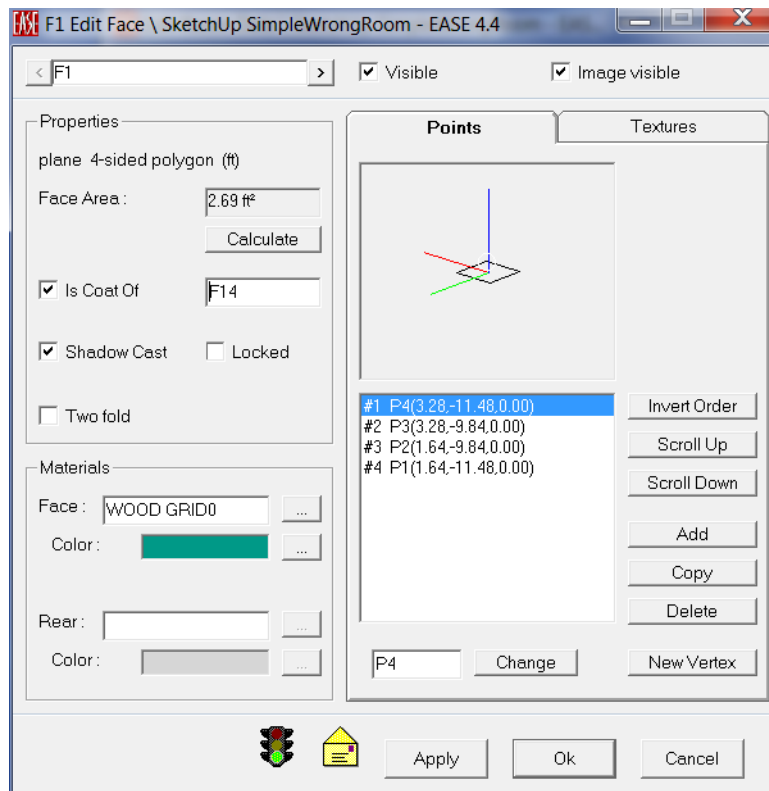 EASE F1 Edit Face \ SketchUp SimpleWrongRoom - EASE 4.4
< F1 > Visible Image visible
Properties
plane 4-sided polygon (ft)
Face Area : 2.69 ft²
Calculate
Is Coat Of F14
Shadow Cast Locked
Two fold
Materials
Face : WOOD GRID0 ...
Color : ...
Rear : ...
Color : ...
Points Textures
#1 P4(3.28,-11.48,0.00)
#2 P3(3.28,-9.84,0.00)
#3 P2(1.64,-9.84,0.00)
#4 P1(1.64,-11.48,0.00)
Invert Order
Scroll Up
Scroll Down
Add
Copy
Delete
P4 Change New Vertex
Apply Ok Cancel